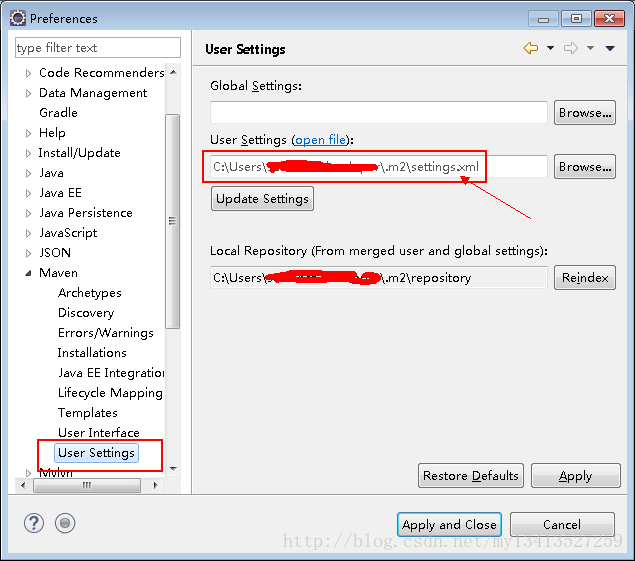 Preferences
type filter text
Code Recommenders
Data Management
Gradle
Help
Install/Update
Java
Java EE
Java Persistence
JavaScript
JSON
Maven
Archetypes
Discovery
Errors/Warnings
Installations
Java EE Integratio
Lifecycle Mapping
Templates
User Interface
User Settings
Mylyn
User Settings
Global Settings:
Browse...
User Settings (open file):
C:\Users\ \.m2\settings.xml
Browse...
Update Settings
Local Repository (From merged user and global settings):
C:\Users\ \.m2\repository
Reindex
Restore Defaults
Apply
Apply and Close
Cancel
http://blog.csdn.net/my13413527259